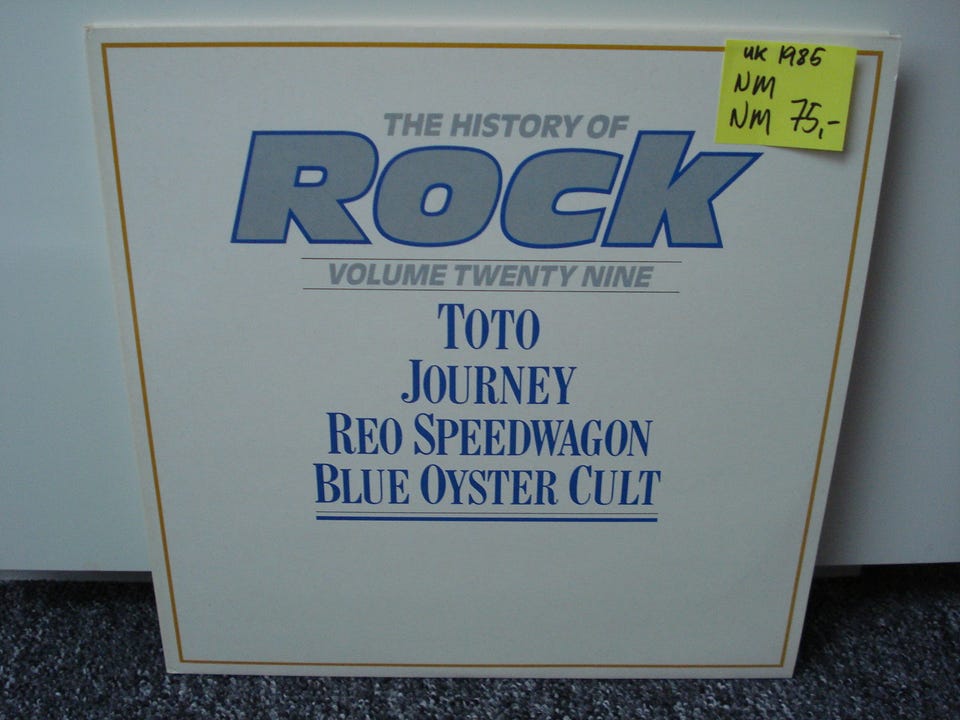 UK 1985
NM
NM 75,-
THE HISTORY OF
ROCK
VOLUME TWENTY NINE
TOTO
JOURNEY
REO SPEEDWAGON
BLUE OYSTER CULT